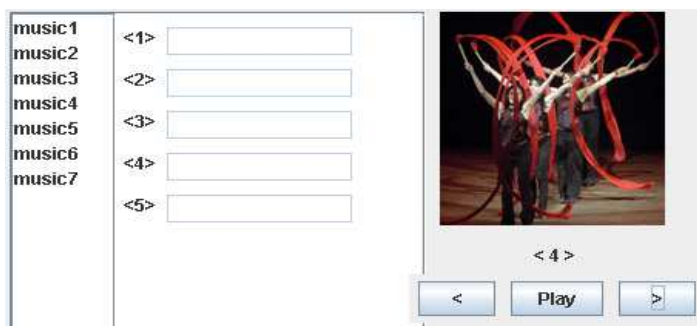 music1
music2
music3
music4
music5
music6
music7
<1>
<2>
<3>
<4>
<5>
< 4 >
< Play >